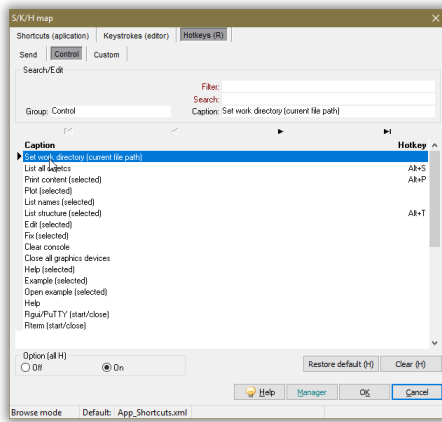 S/K/H map
Shortcuts (aplication) Keystrokes (editor) Hotkeys (R)
Send Control Custom
Search/Edit
Filter:
Search:
Group: Control Caption: Set work directory (current file path)
Caption Hotkey
Set work directory (current file path)
List all objetcs Alt+S
Print content (selected) Alt+P
Plot (selected)
List names (selected)
List structure (selected) Alt+T
Edit (selected)
Fix (selected)
Clear console
Close all graphics devices
Help (selected)
Example (selected)
Open example (selected)
Help
Rgui/PuTTY (start/close)
Rterm (start/close)
Option (all H)
Off On
Restore default (H) Clear (H)
Help Manager OK Cancel
Browse mode Default: App_Shortcuts.xml